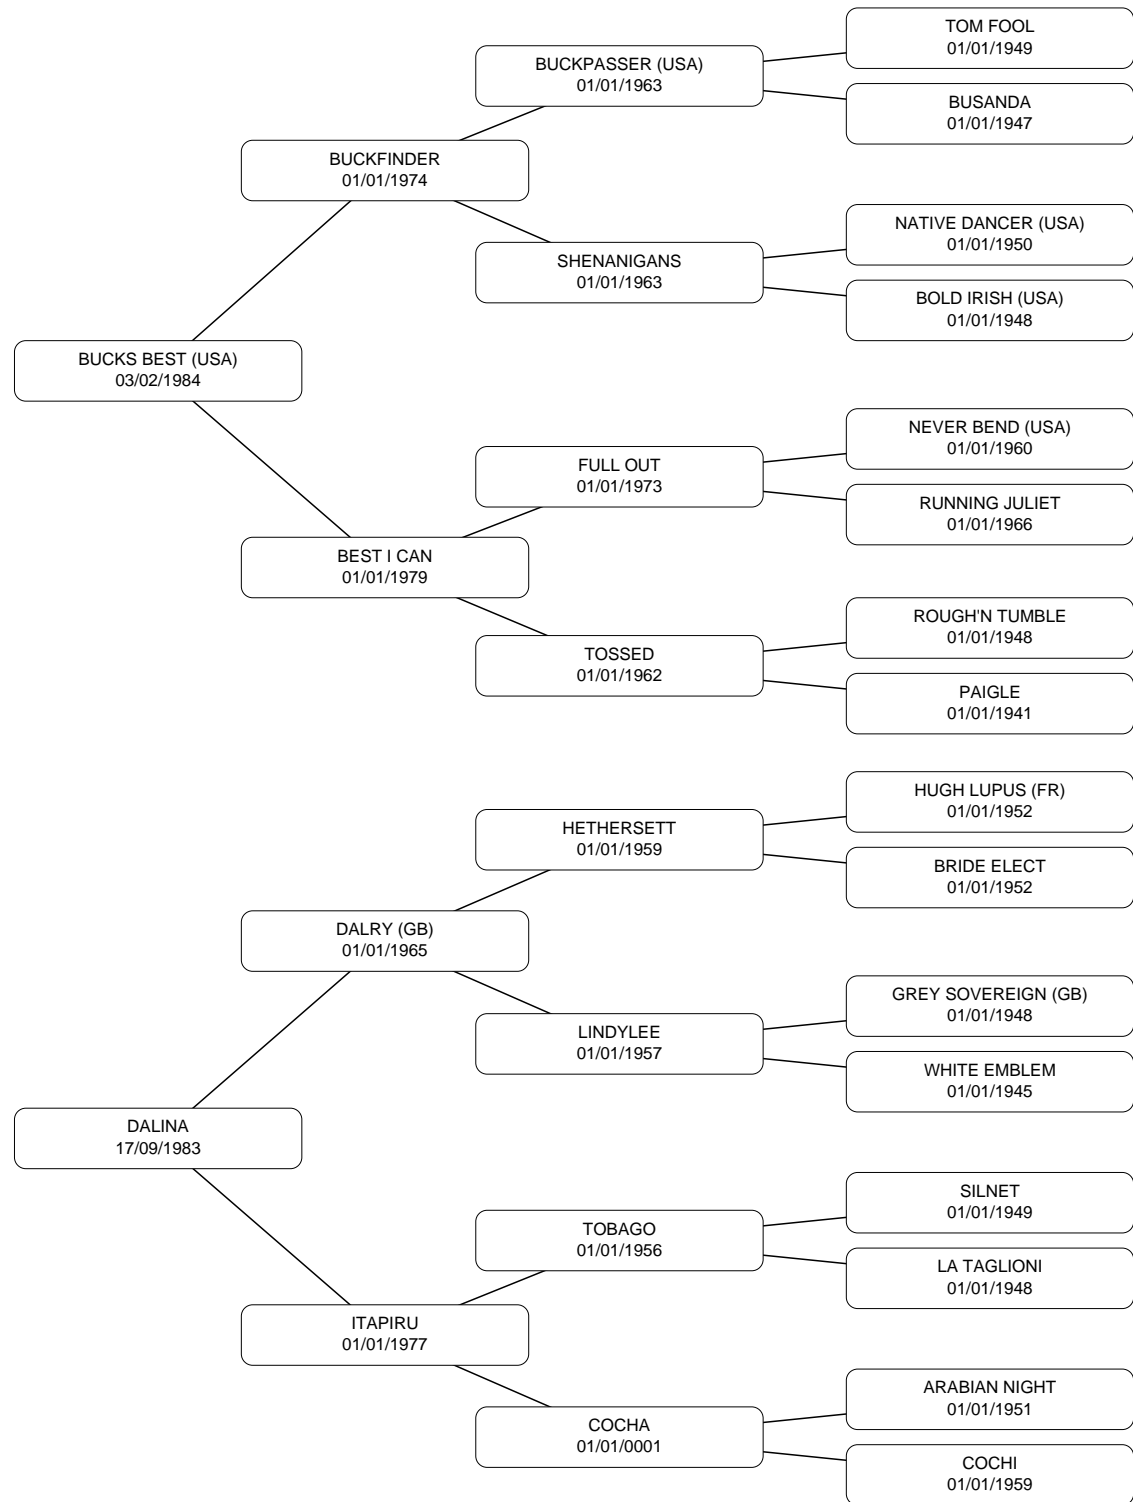 TOM FOOL
01/01/1949
BUCKPASSER (USA)
01/01/1963
BUSANDA
01/01/1947
BUCKFINDER
01/01/1974
NATIVE DANCER (USA)
01/01/1950
SHENANIGANS
01/01/1963
BOLD IRISH (USA)
01/01/1948
BUCKS BEST (USA)
03/02/1984
NEVER BEND (USA)
01/01/1960
FULL OUT
01/01/1973
RUNNING JULIET
01/01/1966
BEST I CAN
01/01/1979
ROUGH'N TUMBLE
01/01/1948
TOSSED
01/01/1962
PAIGLE
01/01/1941
HUGH LUPUS (FR)
01/01/1952
HETHERSETT
01/01/1959
BRIDE ELECT
01/01/1952
DALRY (GB)
01/01/1965
GREY SOVEREIGN (GB)
01/01/1948
LINDYLEE
01/01/1957
WHITE EMBLEM
01/01/1945
DALINA
17/09/1983
SILNET
01/01/1949
TOBAGO
01/01/1956
LA TAGLIONI
01/01/1948
ITAPIRU
01/01/1977
ARABIAN NIGHT
01/01/1951
COCHA
01/01/0001
COCHI
01/01/1959